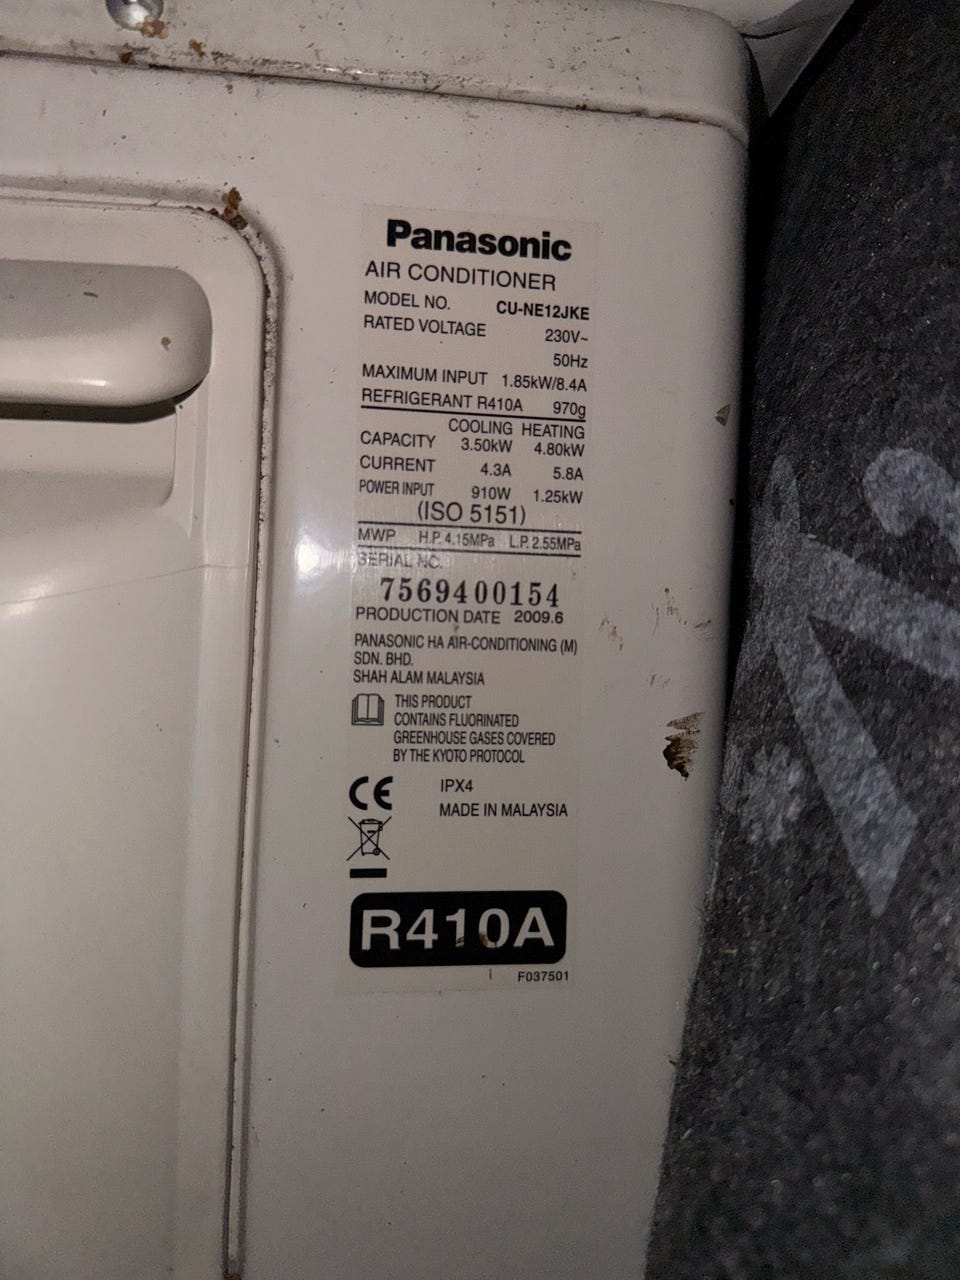 Panasonic
AIR CONDITIONER
MODEL NO. CU-NE12JKE
RATED VOLTAGE 230V~
50Hz
MAXIMUM INPUT 1.85kW/8.4A
REFRIGERANT R410A 970g
COOLING HEATING
CAPACITY 3.50kW 4.80kW
CURRENT 4.3A 5.8A
POWER INPUT 910W 1.25kW
(ISO 5151)
MWP H.P. 4.15MPa L.P. 2.55MPa
SERIAL NO.
7569400154
PRODUCTION DATE 2009.6
PANASONIC HA AIR-CONDITIONING (M)
SDN. BHD.
SHAH ALAM MALAYSIA
THIS PRODUCT
CONTAINS FLUORINATED
GREENHOUSE GASES COVERED
BY THE KYOTO PROTOCOL
CE IPX4
MADE IN MALAYSIA
R410A
F037501